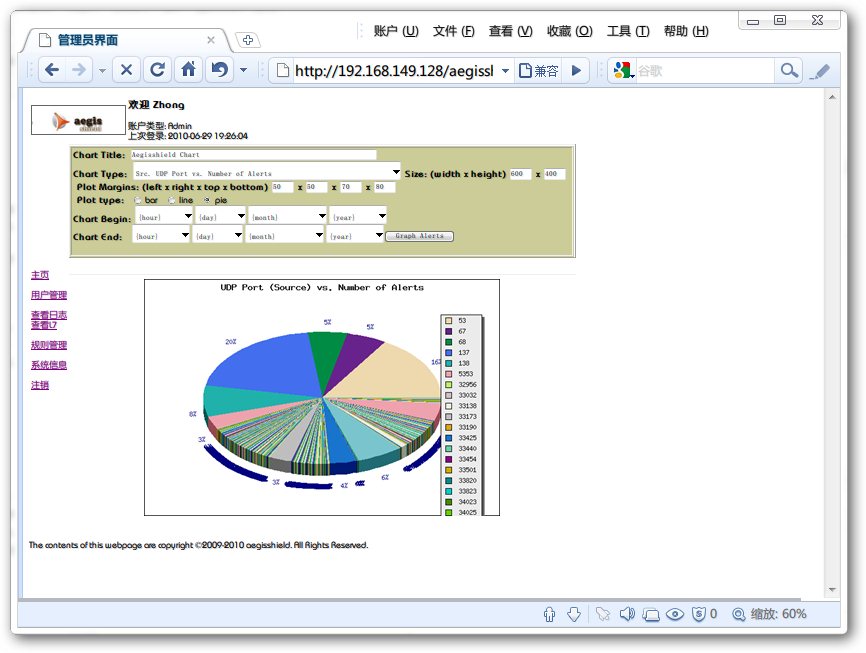 账户 (U) 文件 (F) 查看 (V) 收藏 (O) 工具 (T) 帮助 (H)
管理员界面
http://192.168.149.128/aegissh
兼容
谷歌
aegis
欢迎 Zhong
账户类型: Admin
上次登录: 2010-06-29 19:26:04
Chart Title: Aegisshield Chart
Chart Type: Src. UDP Port vs. Number of Alerts Size: (width x height) 600 x 400
Plot Margins: (left x right x top x bottom) 50 x 50 x 70 x 80
Plot type: bar line pie
Chart Begin: {hour} {day} {month} {year}
Chart End: {hour} {day} {month} {year} Graph Alerts
主页
用户管理
查看日志
查看L7
规则管理
系统信息
注销
UDP Port (Source) vs. Number of Alerts
5%
5%
20%
16%
8%
3%
3%
4%
6%
53
67
68
137
138
5353
32956
33032
33138
33173
33190
33425
33440
33454
33501
33820
33823
34023
34025
The contents of this webpage are copyright ©2009-2010 aegisshield. All Rights Reserved.
0
缩放: 60%